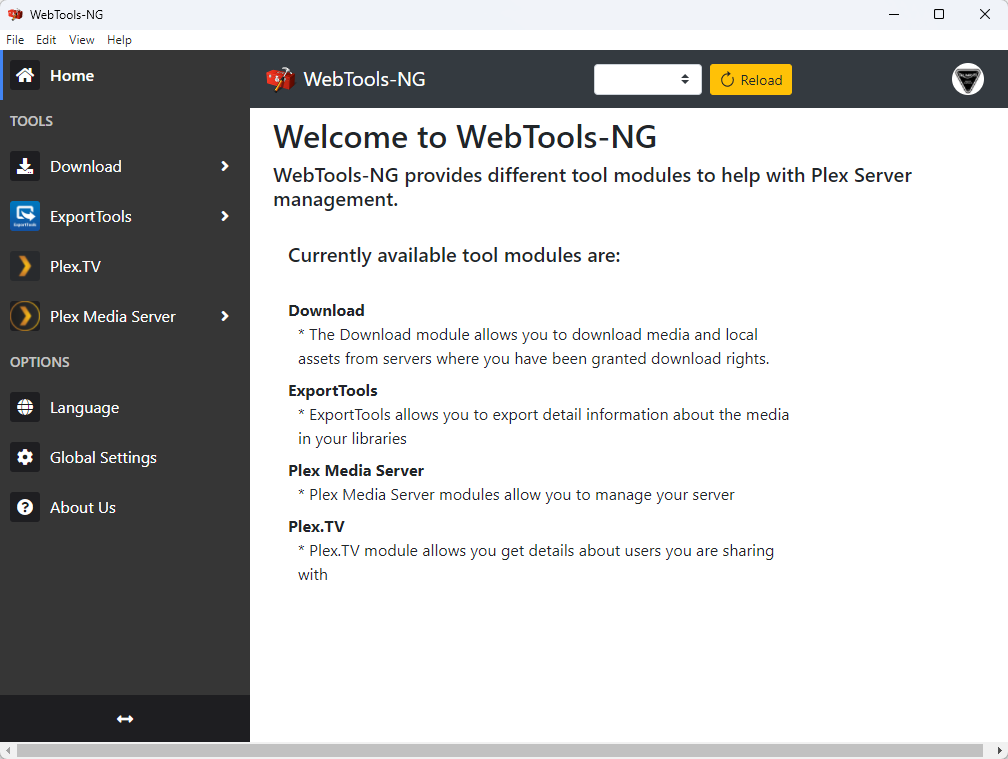 WebTools-NG
File Edit View Help
Home
TOOLS
Download
ExportTools
Plex.TV
Plex Media Server
OPTIONS
Language
Global Settings
About Us
WebTools-NG
Reload
Welcome to WebTools-NG
WebTools-NG provides different tool modules to help with Plex Server
management.
Currently available tool modules are:
Download
* The Download module allows you to download media and local
assets from servers where you have been granted download rights.
ExportTools
* ExportTools allows you to export detail information about the media
in your libraries
Plex Media Server
* Plex Media Server modules allow you to manage your server
Plex.TV
* Plex.TV module allows you get details about users you are sharing
with